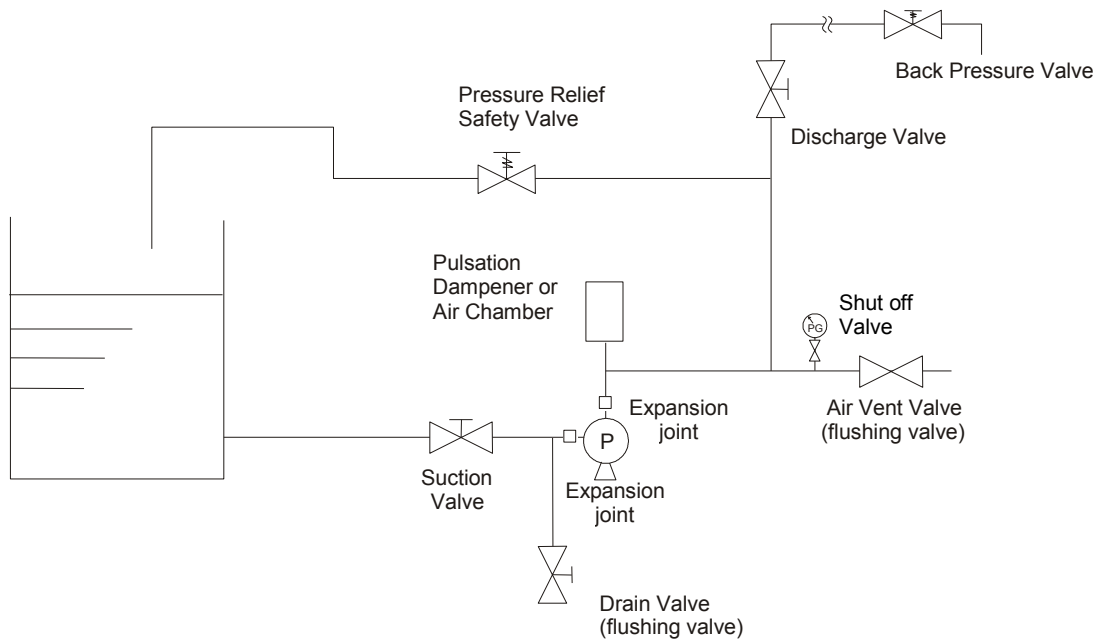 Back Pressure Valve
Pressure Relief
Safety Valve
Discharge Valve
Pulsation
Dampener or
Air Chamber
Shut off
Valve
PG
Expansion
joint
Air Vent Valve
(flushing valve)
P
Suction
Valve
Expansion
joint
Drain Valve
(flushing valve)